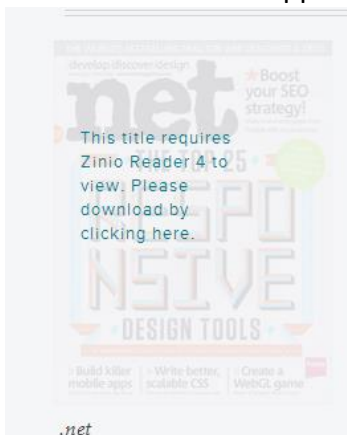 develop|discover|design
.net
Boost
your SEO
strategy!
This title requires
Zinio Reader 4 to
view. Please
download by
clicking here.
THE TOP 25
RESPO
NSIVE
DESIGN TOOLS
Build killer
mobile apps
Write better,
scalable CSS
Create a
WebGL game
.net